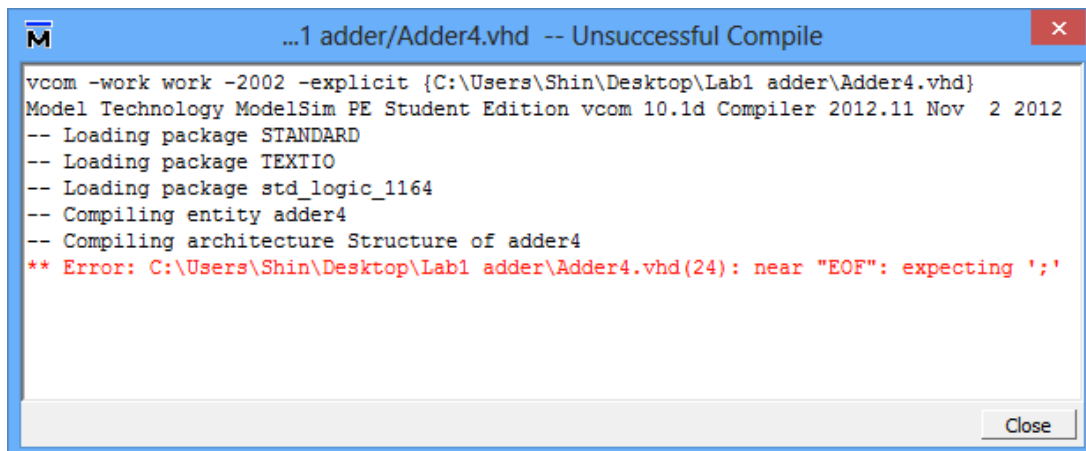 ...1 adder/Adder4.vhd -- Unsuccessful Compile
vcom -work work -2002 -explicit {C:\Users\Shin\Desktop\Lab1 adder\Adder4.vhd}
Model Technology ModelSim PE Student Edition vcom 10.1d Compiler 2012.11 Nov  2 2012
-- Loading package STANDARD
-- Loading package TEXTIO
-- Loading package std_logic_1164
-- Compiling entity adder4
-- Compiling architecture Structure of adder4
** Error: C:\Users\Shin\Desktop\Lab1 adder\Adder4.vhd(24): near "EOF": expecting ';'
Close